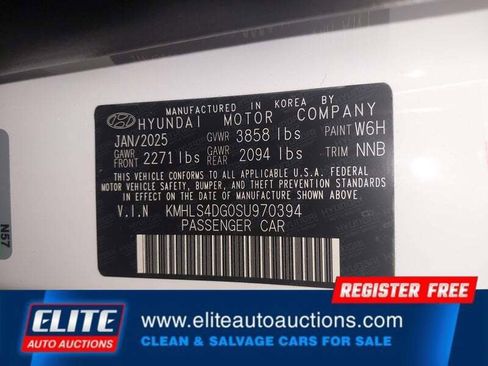 MANUFACTURED IN KOREA BY
HYUNDAI MOTOR COMPANY
JAN/2025 GVWR 3858 lbs PAINT W6H
GAWR FRONT 2271 lbs GAWR REAR 2094 lbs TRIM NNB
THIS VEHICLE CONFORMS TO ALL APPLICABLE U.S.A. FEDERAL
MOTOR VEHICLE SAFETY, BUMPER, AND THEFT PREVENTION
STANDARDS IN EFFECT ON THE DATE OF MANUFACTURE SHOWN ABOVE.
V.I.N KMHLS4DG0SU970394
PASSENGER CAR
N57
REGISTER FREE
ELITE
AUTO AUCTIONS
www.eliteautoauctions.com
CLEAN & SALVAGE CARS FOR SALE